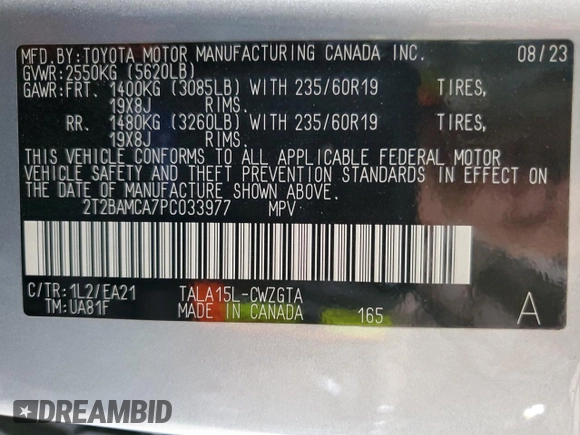 MFD.BY:TOYOTA MOTOR MANUFACTURING CANADA INC. 08/23
GVWR:2550KG (5620LB)
GAWR:FRT. 1400KG (3085LB) WITH 235/60R19 TIRES,
19X8J RIMS.
RR. 1480KG (3260LB) WITH 235/60R19 TIRES,
19X8J RIMS.
THIS VEHICLE CONFORMS TO ALL APPLICABLE FEDERAL MOTOR
VEHICLE SAFETY AND THEFT PREVENTION STANDARDS IN EFFECT ON
THE DATE OF MANUFACTURE SHOWN ABOVE.
2T2BAMCA7PC033977 MPV
C/TR:1L2/EA21 TALA15L-CWZGTA
TM:UA81F MADE IN CANADA 165 A
DREAMBID